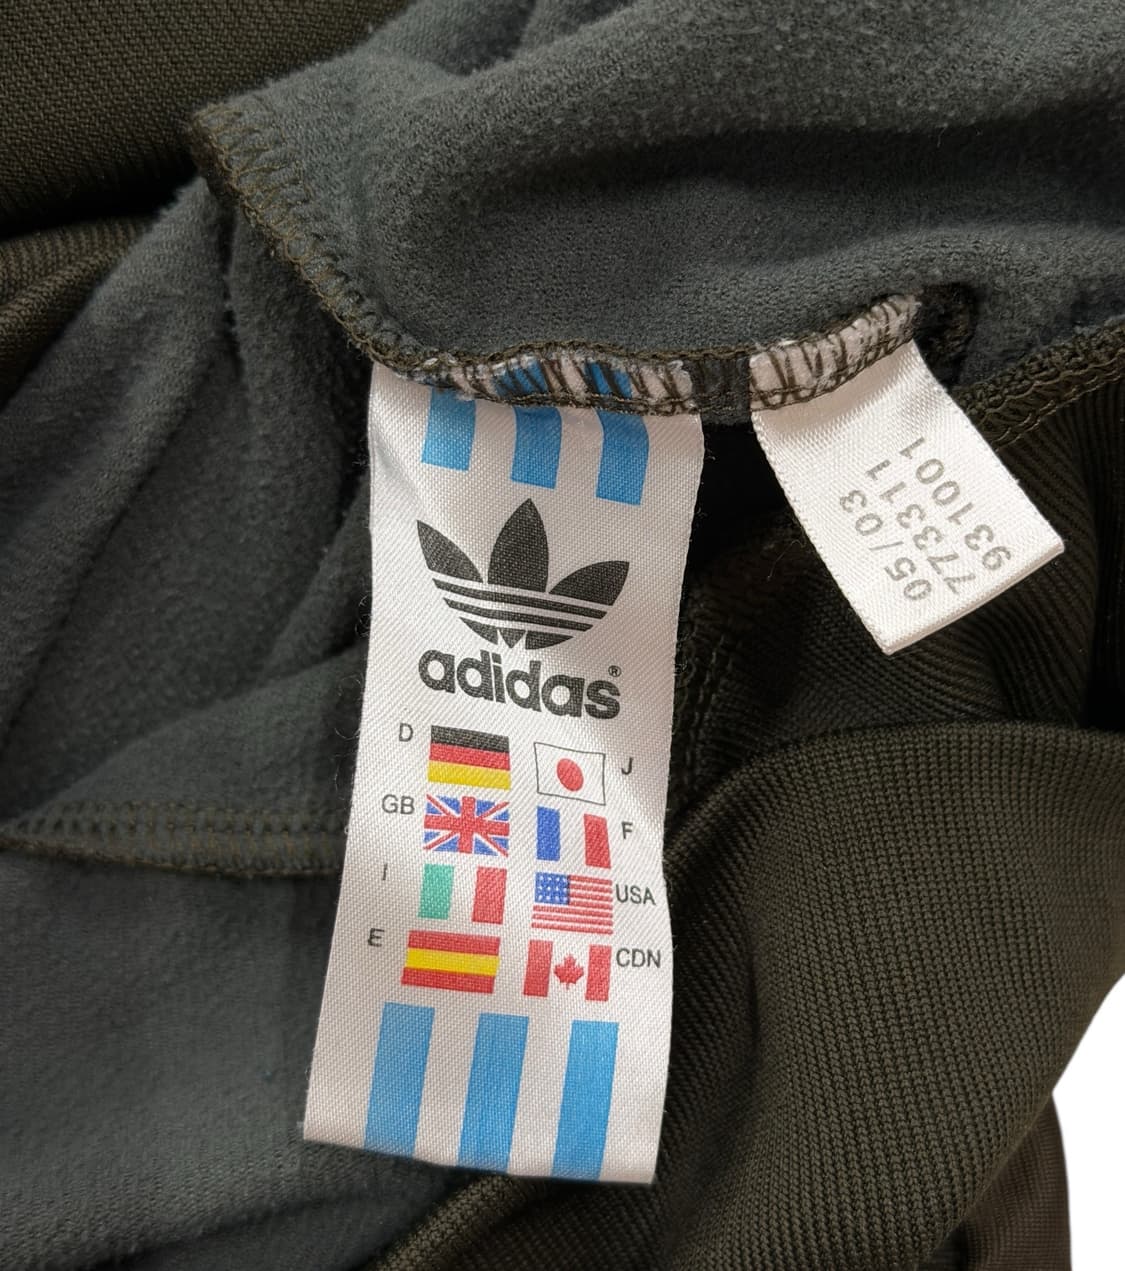 adidas®
D
J
GB
F
I
USA
E
CDN
05/03
773311
931001